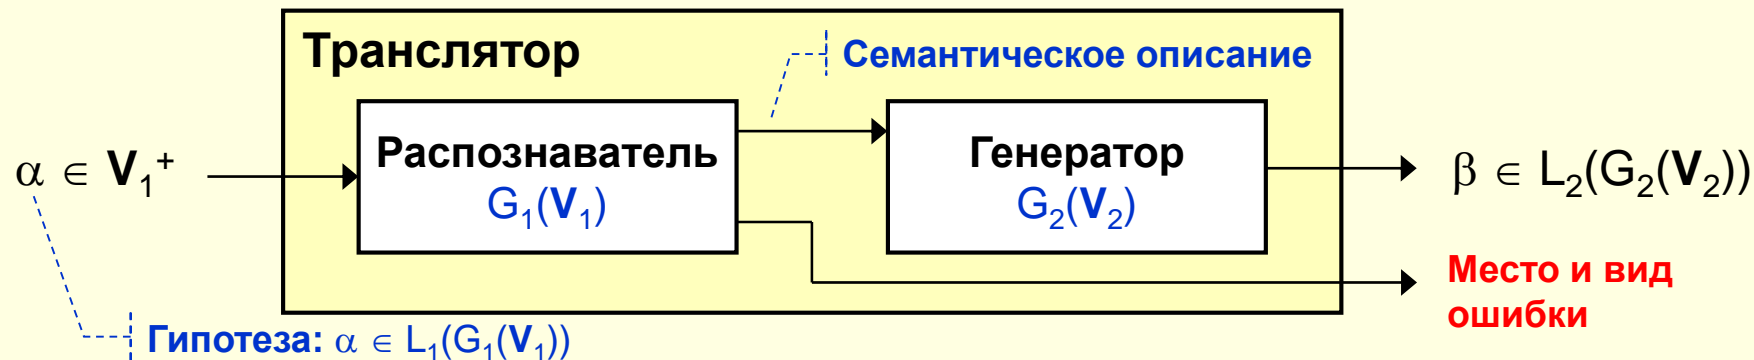 Транслятор
Семантическое описание
Распознаватель
G₁(V₁)
Генератор
G₂(V₂)
α ∈ V₁⁺
β ∈ L₂(G₂(V₂))
Место и вид
ошибки
Гипотеза: α ∈ L₁(G₁(V₁))